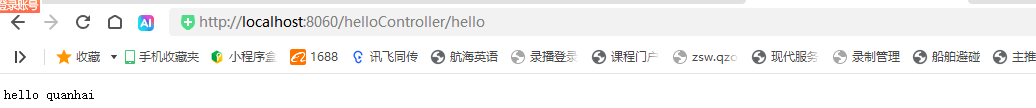 登录账号
AI http://localhost:8060/helloController/hello
收藏 手机收藏夹 小程序盒 1688 讯飞同传 航海英语 录播登录 课程门户 zsw.qzo 现代服务 录制管理 船舶避碰 主推
hello quanhai